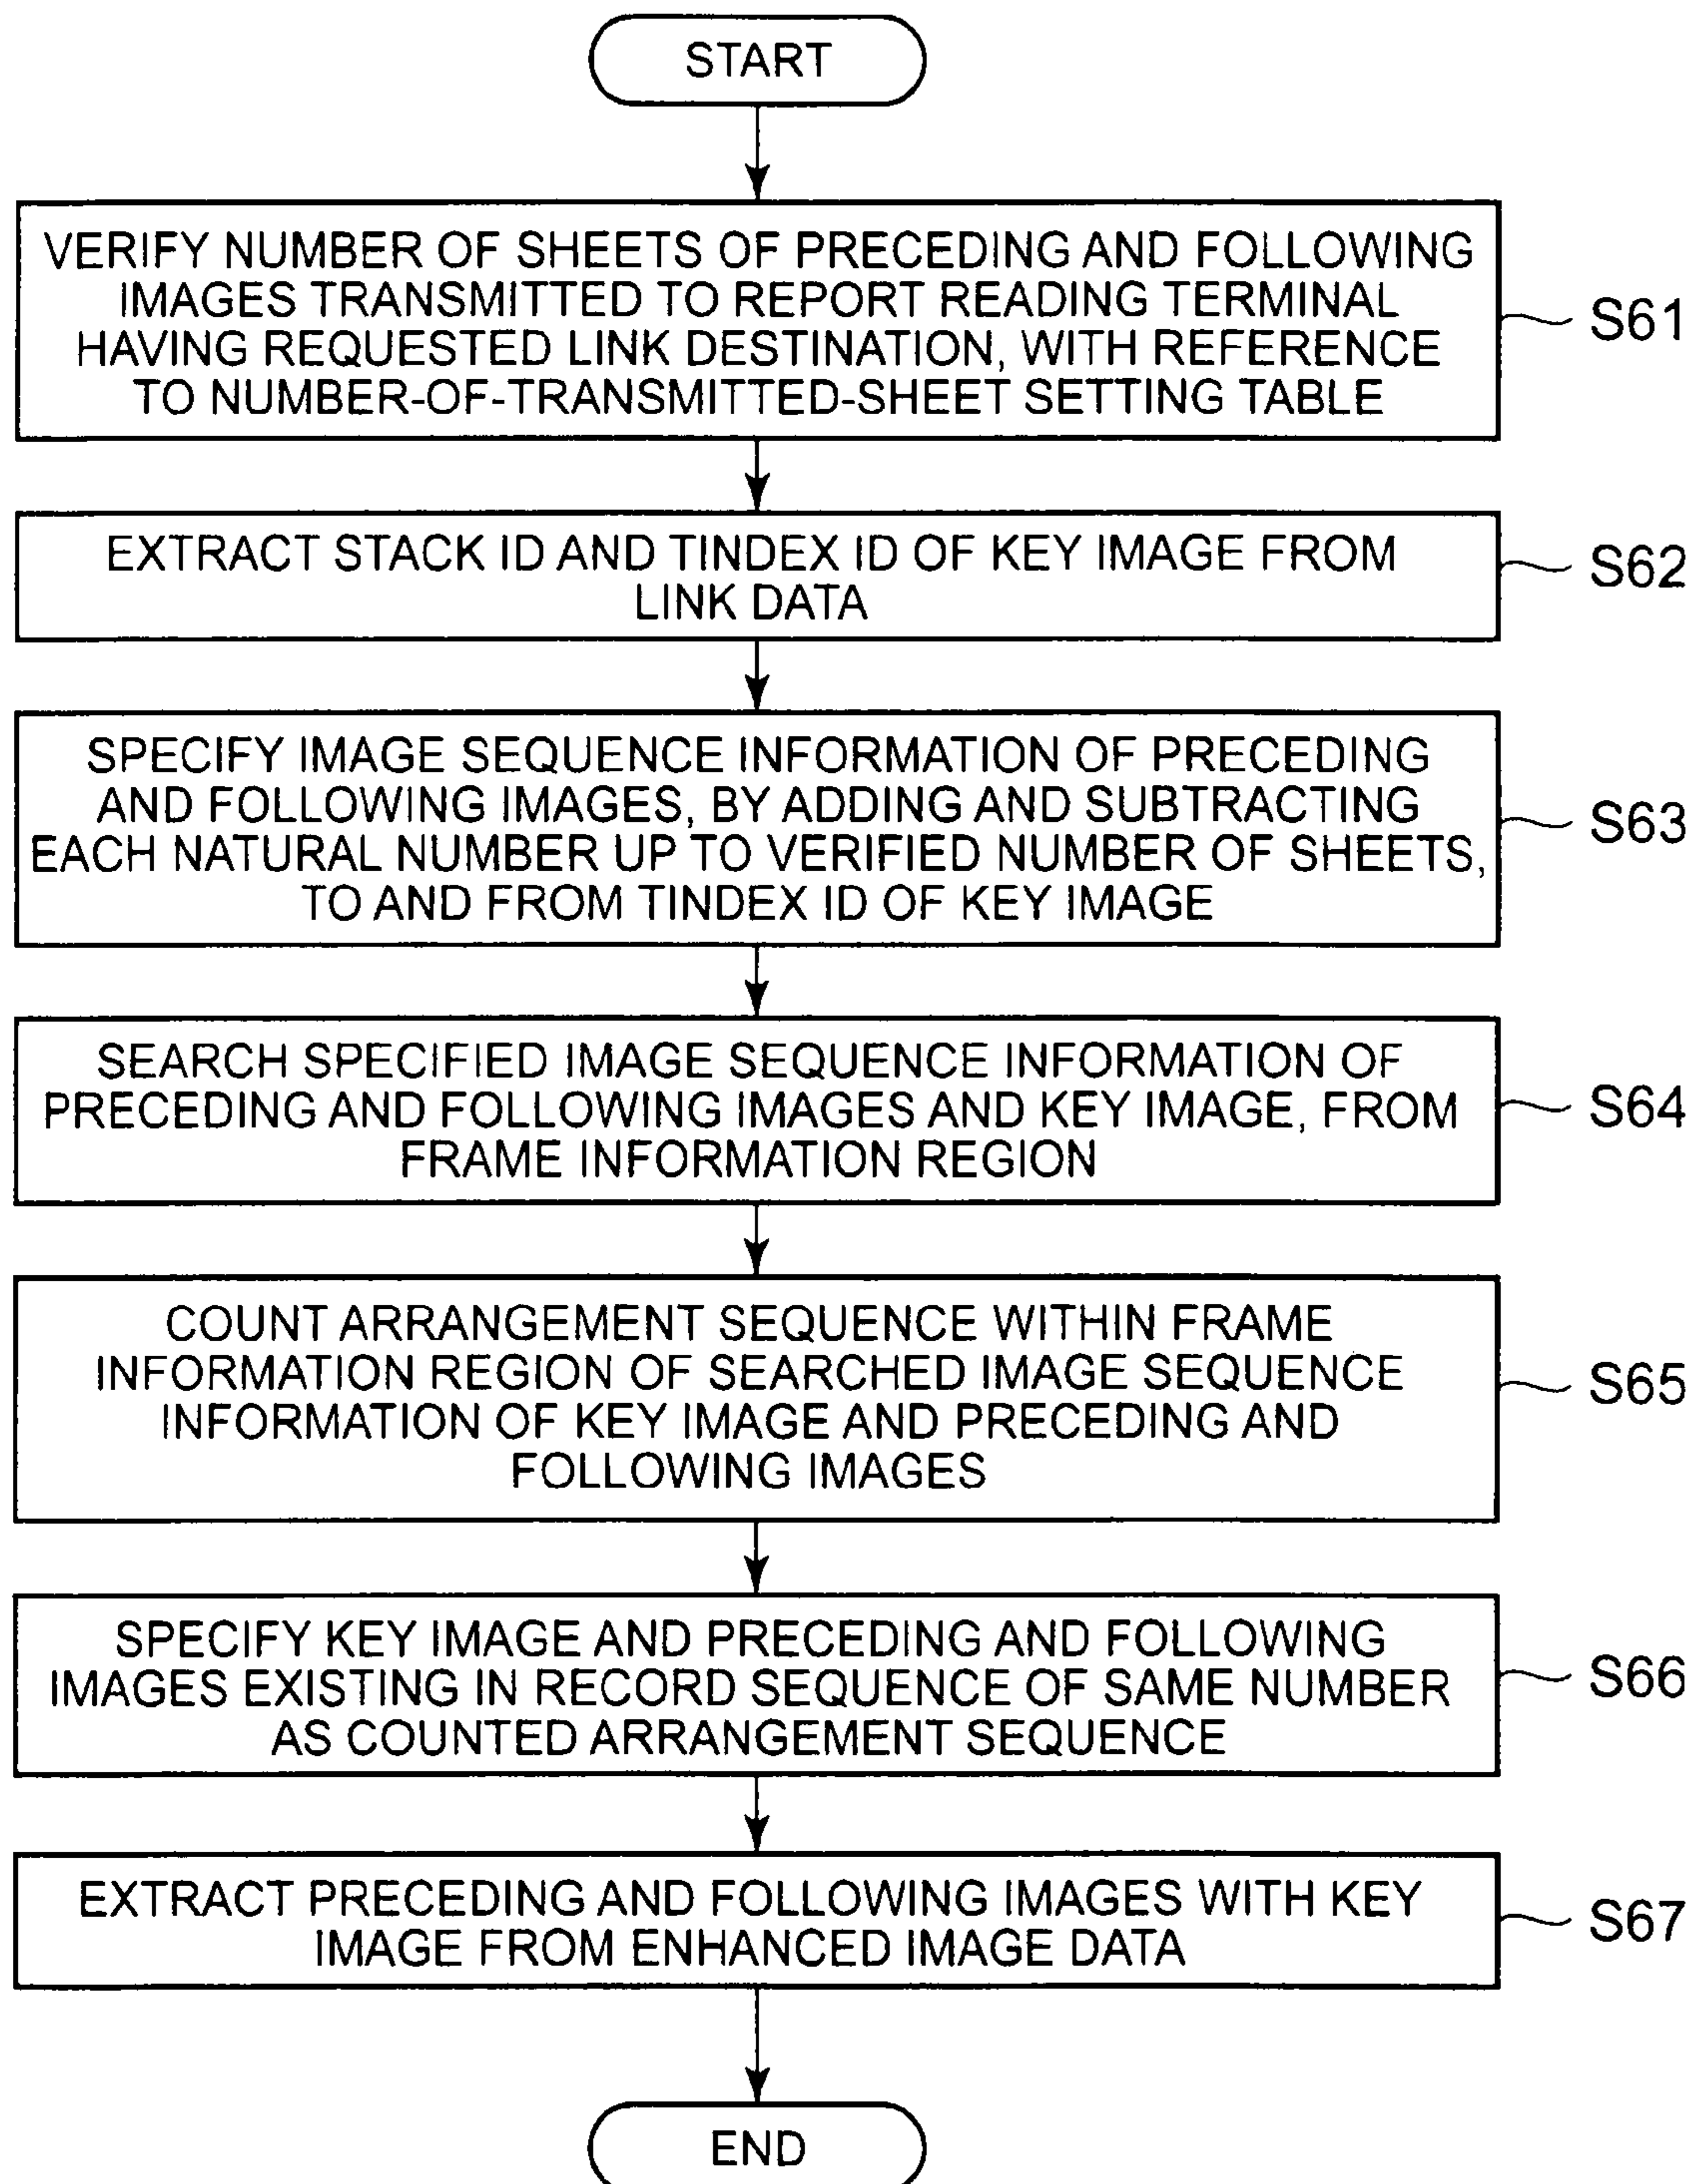 START
VERIFY NUMBER OF SHEETS OF PRECEDING AND FOLLOWING
IMAGES TRANSMITTED TO REPORT READING TERMINAL
HAVING REQUESTED LINK DESTINATION, WITH REFERENCE
TO NUMBER-OF-TRANSMITTED-SHEET SETTING TABLE
S61
EXTRACT STACK ID AND TINDEX ID OF KEY IMAGE FROM
LINK DATA
S62
SPECIFY IMAGE SEQUENCE INFORMATION OF PRECEDING
AND FOLLOWING IMAGES, BY ADDING AND SUBTRACTING
EACH NATURAL NUMBER UP TO VERIFIED NUMBER OF SHEETS,
TO AND FROM TINDEX ID OF KEY IMAGE
S63
SEARCH SPECIFIED IMAGE SEQUENCE INFORMATION OF
PRECEDING AND FOLLOWING IMAGES AND KEY IMAGE, FROM
FRAME INFORMATION REGION
S64
COUNT ARRANGEMENT SEQUENCE WITHIN FRAME
INFORMATION REGION OF SEARCHED IMAGE SEQUENCE
INFORMATION OF KEY IMAGE AND PRECEDING AND
FOLLOWING IMAGES
S65
SPECIFY KEY IMAGE AND PRECEDING AND FOLLOWING
IMAGES EXISTING IN RECORD SEQUENCE OF SAME NUMBER
AS COUNTED ARRANGEMENT SEQUENCE
S66
EXTRACT PRECEDING AND FOLLOWING IMAGES WITH KEY
IMAGE FROM ENHANCED IMAGE DATA
S67
END